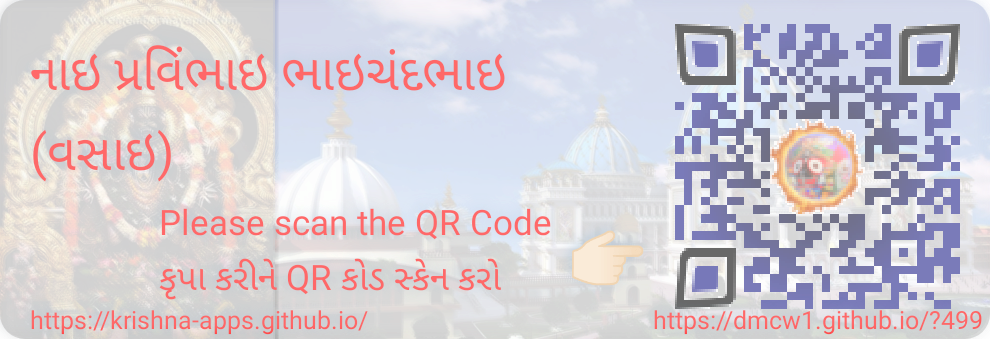 નાઇ પ્રવિંભાઇ ભાઇચંદભાઇ
(વસાઇ)
Please scan the QR Code
કૃપા કરીને QR કોડ સ્કેન કરો
https://krishna-apps.github.io/
https://dmcw1.github.io/?499